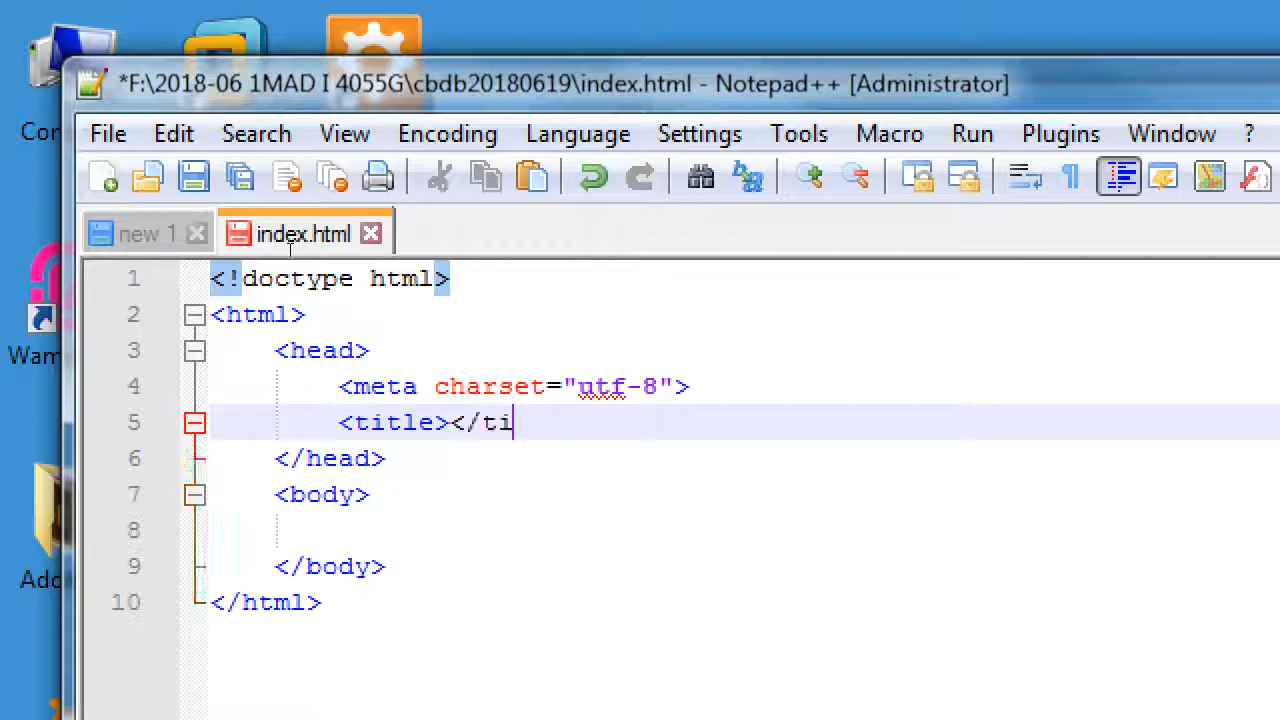 *F:\2018-06 1MAD I 4055G\cbdb20180619\index.html - Notepad++ [Administrator]
File Edit Search View Encoding Language Settings Tools Macro Run Plugins Window ?
new 1 index.html
1 <!doctype html>
2 <html>
3 <head>
4 <meta charset="utf-8">
5 <title></ti
6 </head>
7 <body>
8
9 </body>
10 </html>